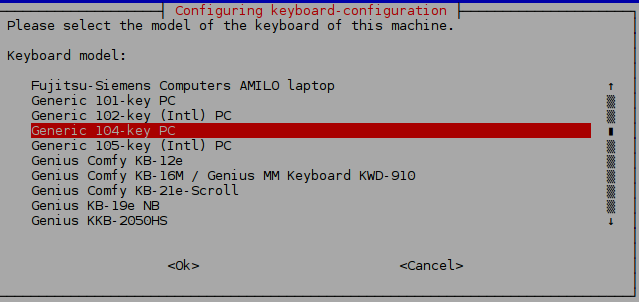 Configuring keyboard-configuration
Please select the model of the keyboard of this machine.
Keyboard model:
Fujitsu-Siemens Computers AMILO laptop
Generic 101-key PC
Generic 102-key (Intl) PC
Generic 104-key PC
Generic 105-key (Intl) PC
Genius Comfy KB-12e
Genius Comfy KB-16M / Genius MM Keyboard KWD-910
Genius Comfy KB-21e-Scroll
Genius KB-19e NB
Genius KKB-2050HS
<Ok> <Cancel>